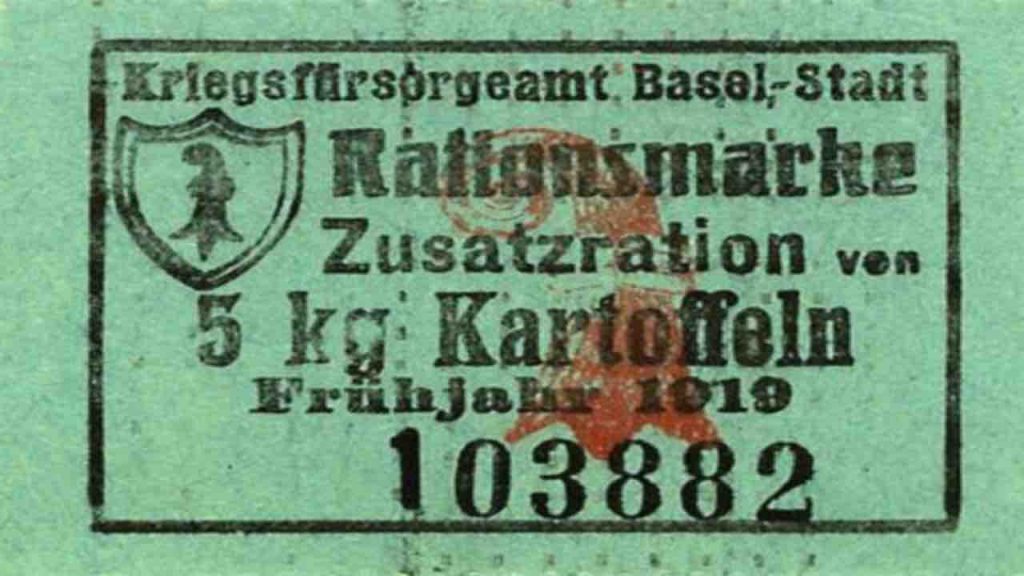 Kriegsfürsorgeamt Basel-Stadt
Rationsmarke
Zusatzration von
5 kg Kartoffeln
Frühjahr 1919
103882